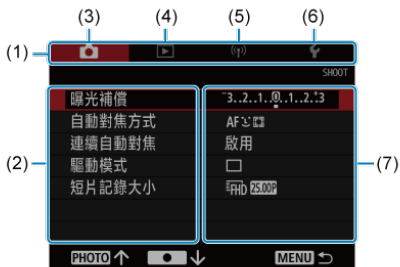 (3) (4) (5) (6)
(1)
SHOOT
曝光補償 ⁻3..2..1..0..1..2..⁺3
自動對焦方式 AF
連續自動對焦 啟用
驅動模式
短片記錄大小 FHD 25.00P
(2) (7)
PHOTO MENU